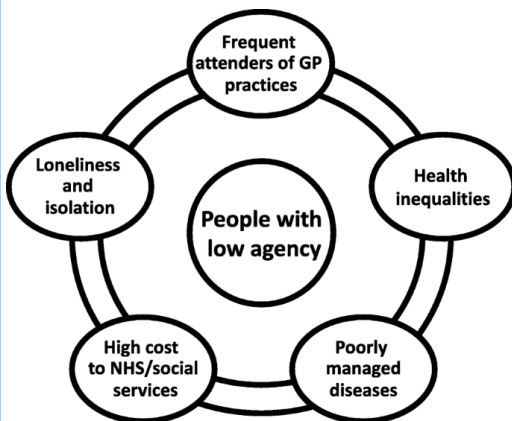 Frequent
attenders of GP
practices
Loneliness
and
isolation
Health
inequalities
People with
low agency
High cost
to NHS/social
services
Poorly
managed
diseases